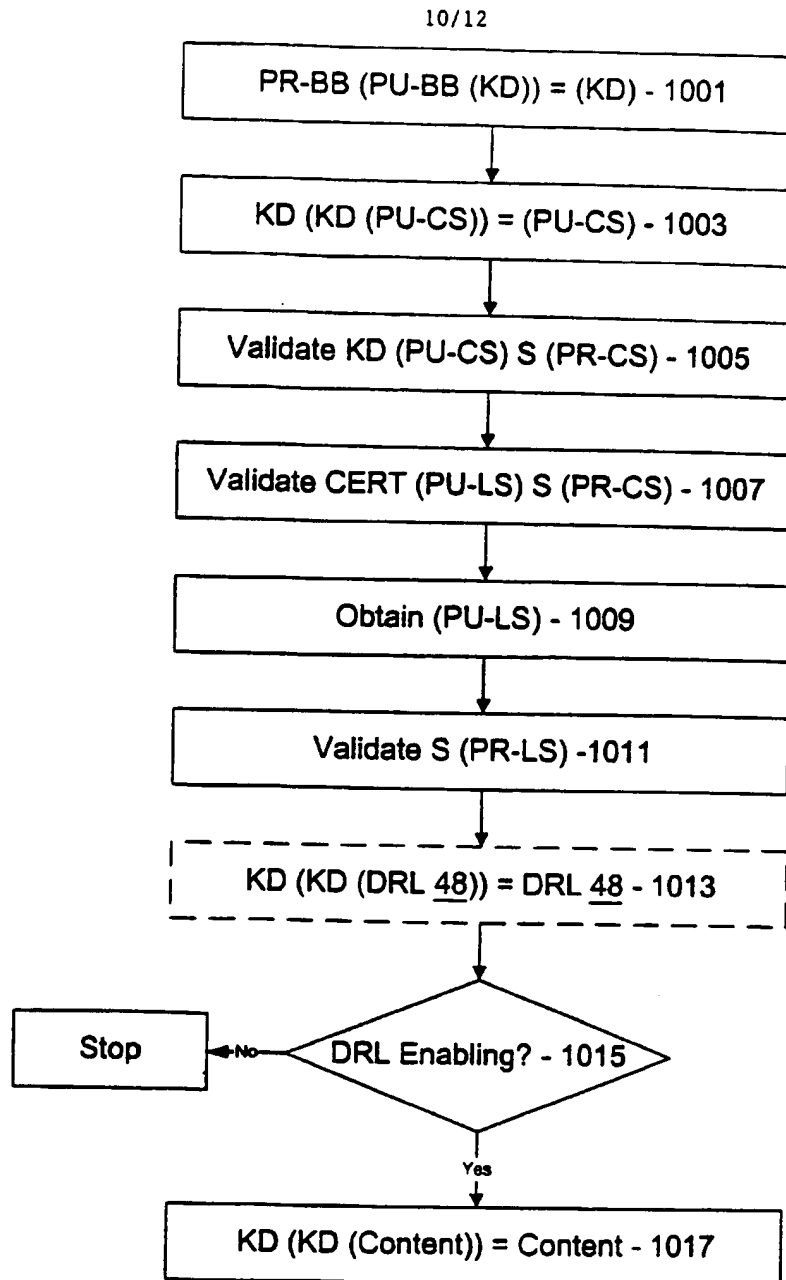 10/12
PR-BB (PU-BB (KD)) = (KD) - 1001
KD (KD (PU-CS)) = (PU-CS) - 1003
Validate KD (PU-CS) S (PR-CS) - 1005
Validate CERT (PU-LS) S (PR-CS) - 1007
Obtain (PU-LS) - 1009
Validate S (PR-LS) -1011
KD (KD (DRL 48)) = DRL 48 - 1013
Stop
No
DRL Enabling? - 1015
Yes
KD (KD (Content)) = Content - 1017